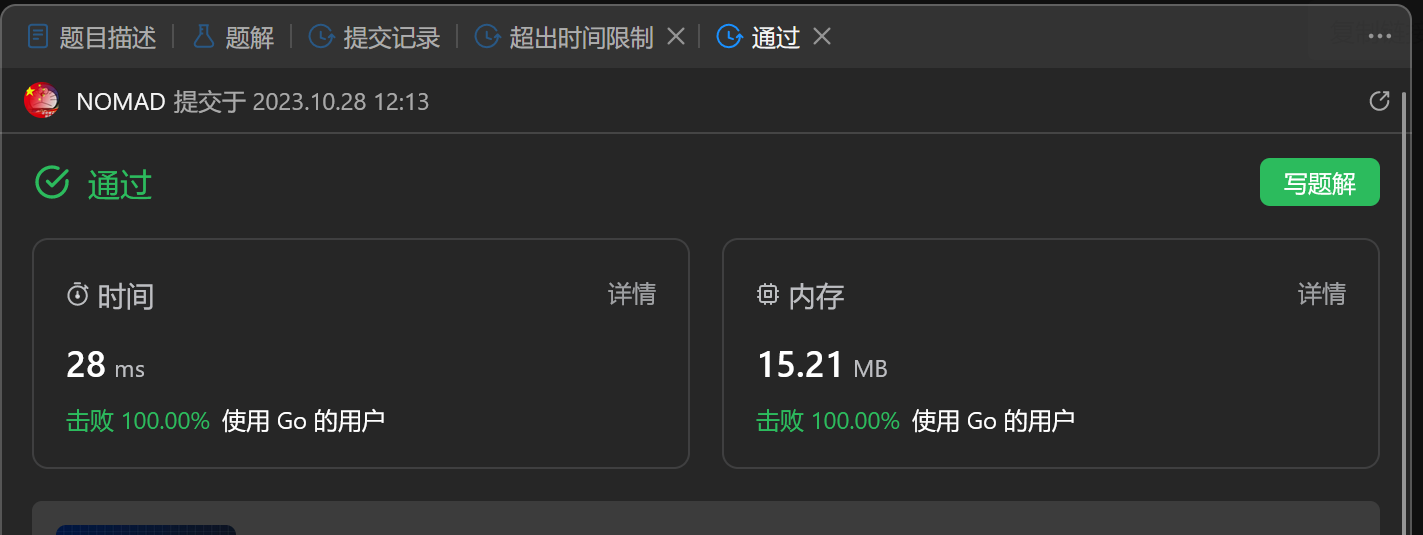 题目描述 题解 提交记录 超出时间限制 通过
NOMAD 提交于 2023.10.28 12:13
通过 写题解
时间 详情 内存 详情
28 ms 15.21 MB
击败 100.00% 使用 Go 的用户 击败 100.00% 使用 Go 的用户